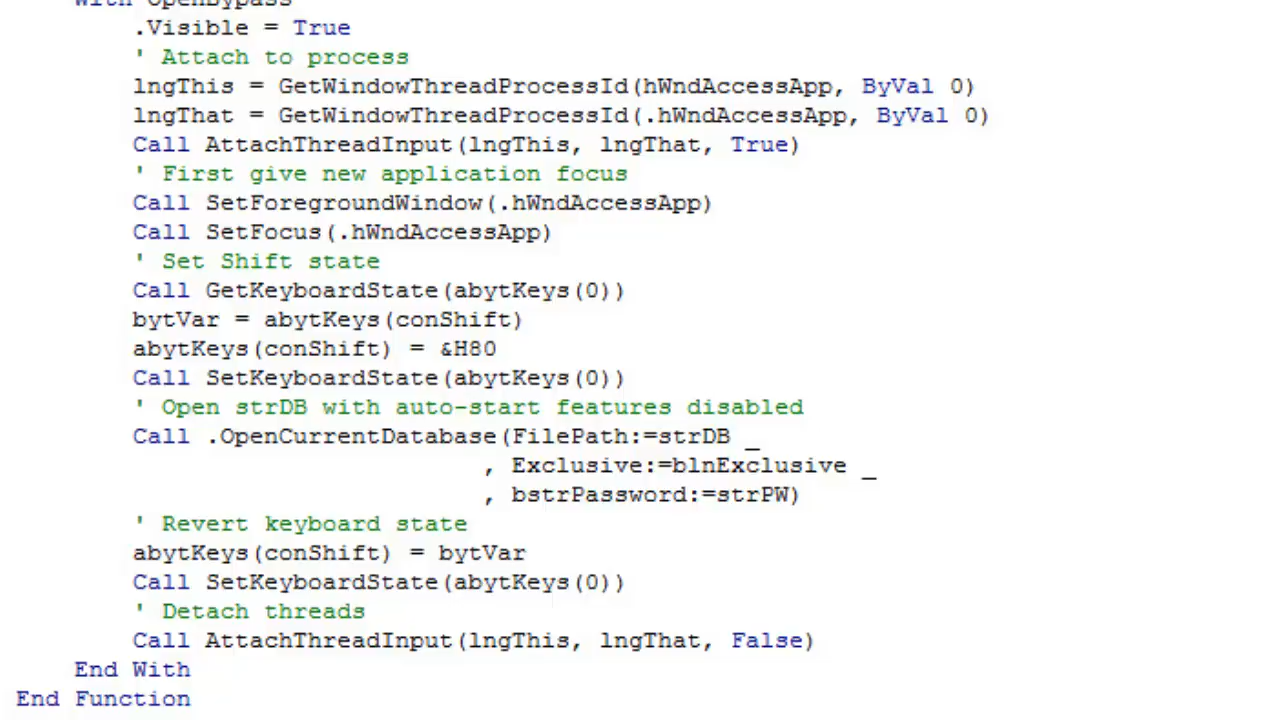 With OpenBypass
.Visible = True
' Attach to process
lngThis = GetWindowThreadProcessId(hWndAccessApp, ByVal 0)
lngThat = GetWindowThreadProcessId(.hWndAccessApp, ByVal 0)
Call AttachThreadInput(lngThis, lngThat, True)
' First give new application focus
Call SetForegroundWindow(.hWndAccessApp)
Call SetFocus(.hWndAccessApp)
' Set Shift state
Call GetKeyboardState(abytKeys(0))
bytVar = abytKeys(conShift)
abytKeys(conShift) = &H80
Call SetKeyboardState(abytKeys(0))
' Open strDB with auto-start features disabled
Call .OpenCurrentDatabase(FilePath:=strDB _
, Exclusive:=blnExclusive _
, bstrPassword:=strPW)
' Revert keyboard state
abytKeys(conShift) = bytVar
Call SetKeyboardState(abytKeys(0))
' Detach threads
Call AttachThreadInput(lngThis, lngThat, False)
End With
End Function